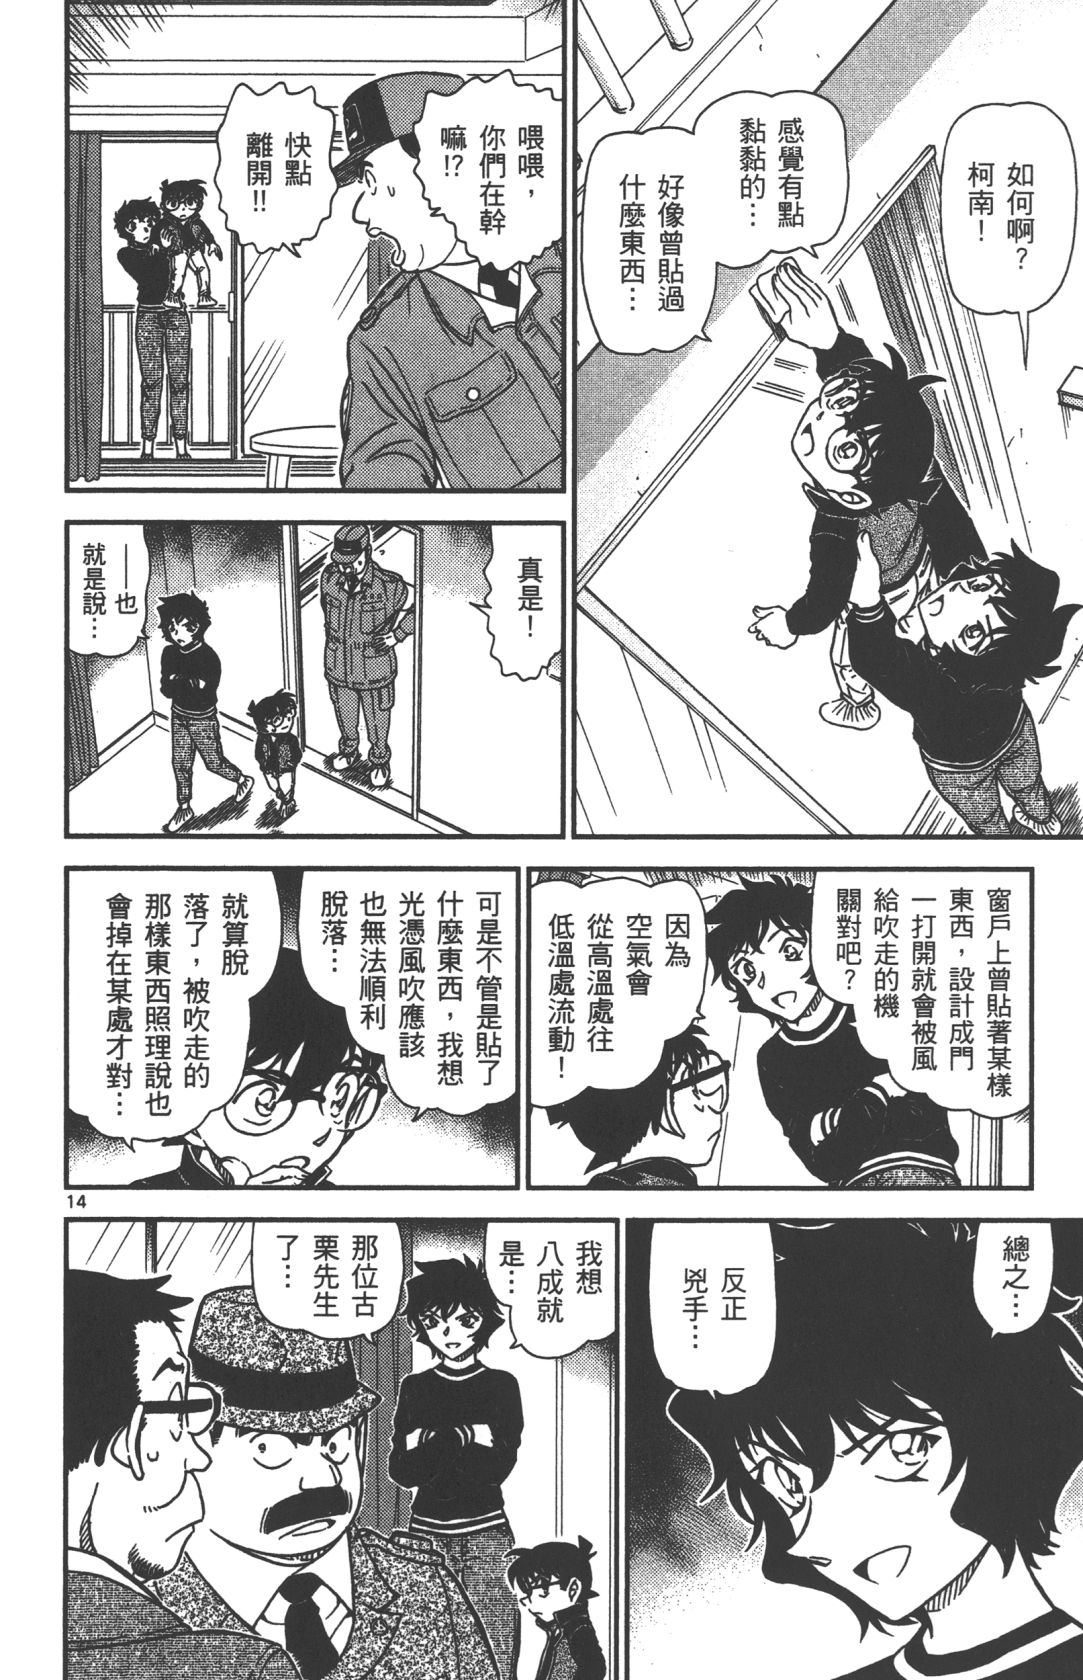 如何啊？
柯南！
感覺有點
黏黏的…
好像曾貼過
什麼東西…
喂喂，
你們在幹
嘛!?
快點
離開!!
真是！
──也
就是說…
窗戶上曾貼著某樣
東西，設計成門
一打開就會被風
給吹走的機
關對吧？
因為
空氣會
從高溫處往
低溫處流動！
可是不管是貼了
什麼東西，我想
光憑風吹應該
也無法順利
脫落…
就算脫
落了，被吹走的
那樣東西照理說也
會掉在某處才對…
14
總之…
反正
兇手…
我想
八成就
是…
那位古
栗先生
了…